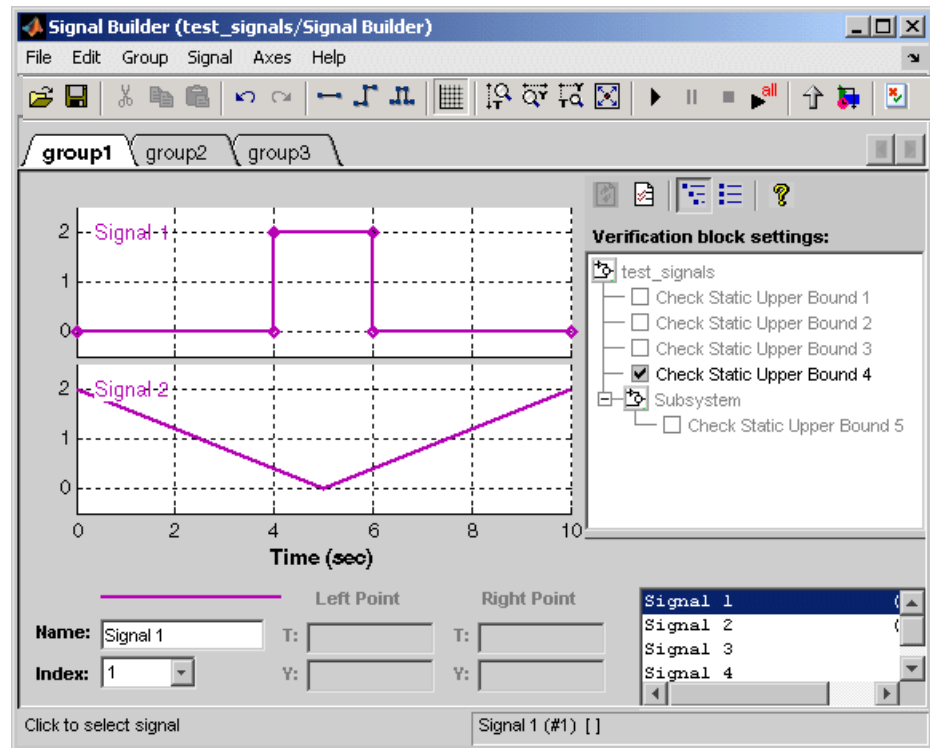 Signal Builder (test_signals/Signal Builder)
File Edit Group Signal Axes Help
all
group1 group2 group3
Verification block settings:
test_signals
Check Static Upper Bound 1
Check Static Upper Bound 2
Check Static Upper Bound 3
Check Static Upper Bound 4
Subsystem
Check Static Upper Bound 5
2
Signal 1
1
0
2
Signal 2
1
0
0 2 4 6 8 10
Time (sec)
Left Point Right Point
Name: Signal 1 T: T:
Index: 1 Y: Y:
Signal 1 (
Signal 2 (
Signal 3
Signal 4
Click to select signal
Signal 1 (#1) [ ]